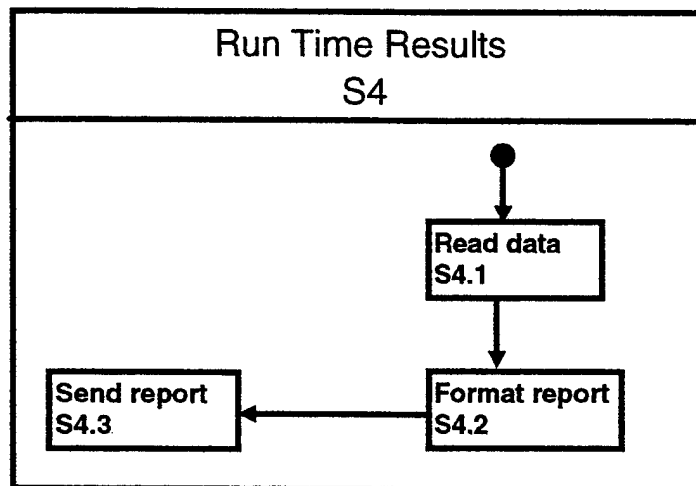 Run Time Results
S4
Read data
S4.1
Send report
S4.3
Format report
S4.2